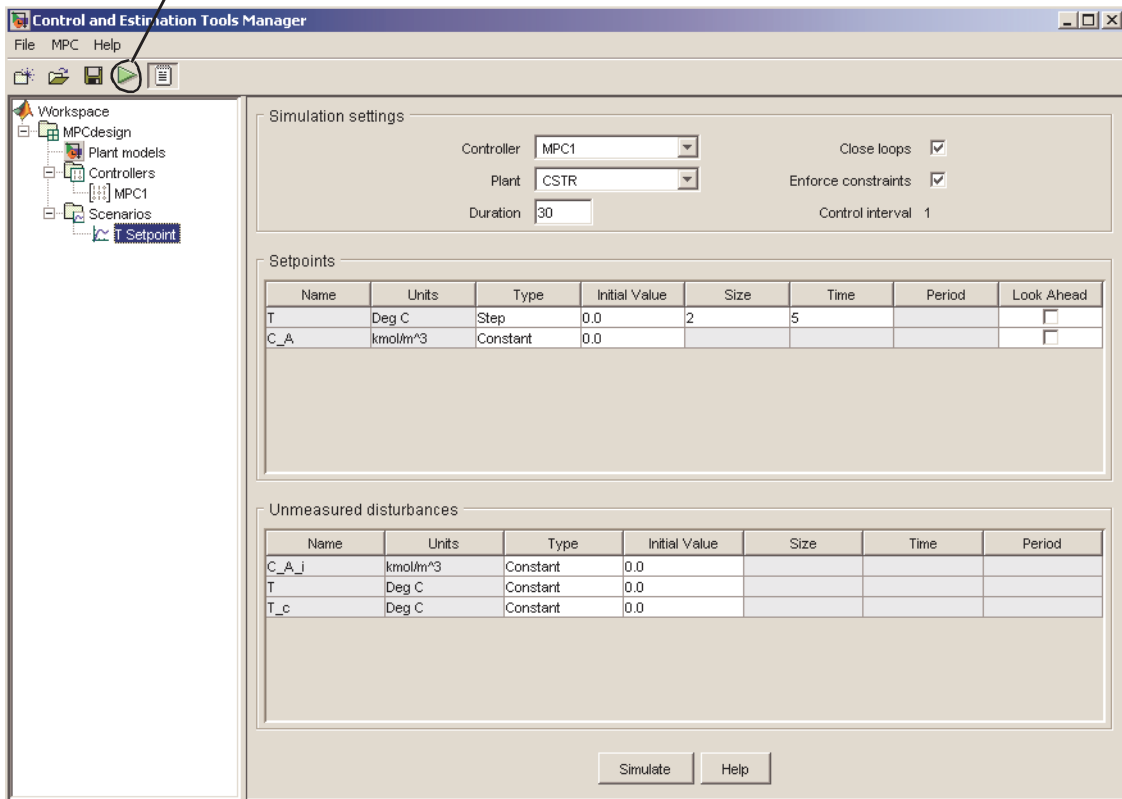 Control and Estimation Tools Manager
File MPC Help
Workspace
MPCdesign
Plant models
Controllers
MPC1
Scenarios
T Setpoint
Simulation settings
Controller MPC1 Close loops
Plant CSTR Enforce constraints
Duration 30 Control interval 1
Setpoints
Name Units Type Initial Value Size Time Period Look Ahead
T Deg C Step 0.0 2 5
C_A kmol/m^3 Constant 0.0
Unmeasured disturbances
Name Units Type Initial Value Size Time Period
C_A_i kmol/m^3 Constant 0.0
T Deg C Constant 0.0
T_c Deg C Constant 0.0
Simulate Help